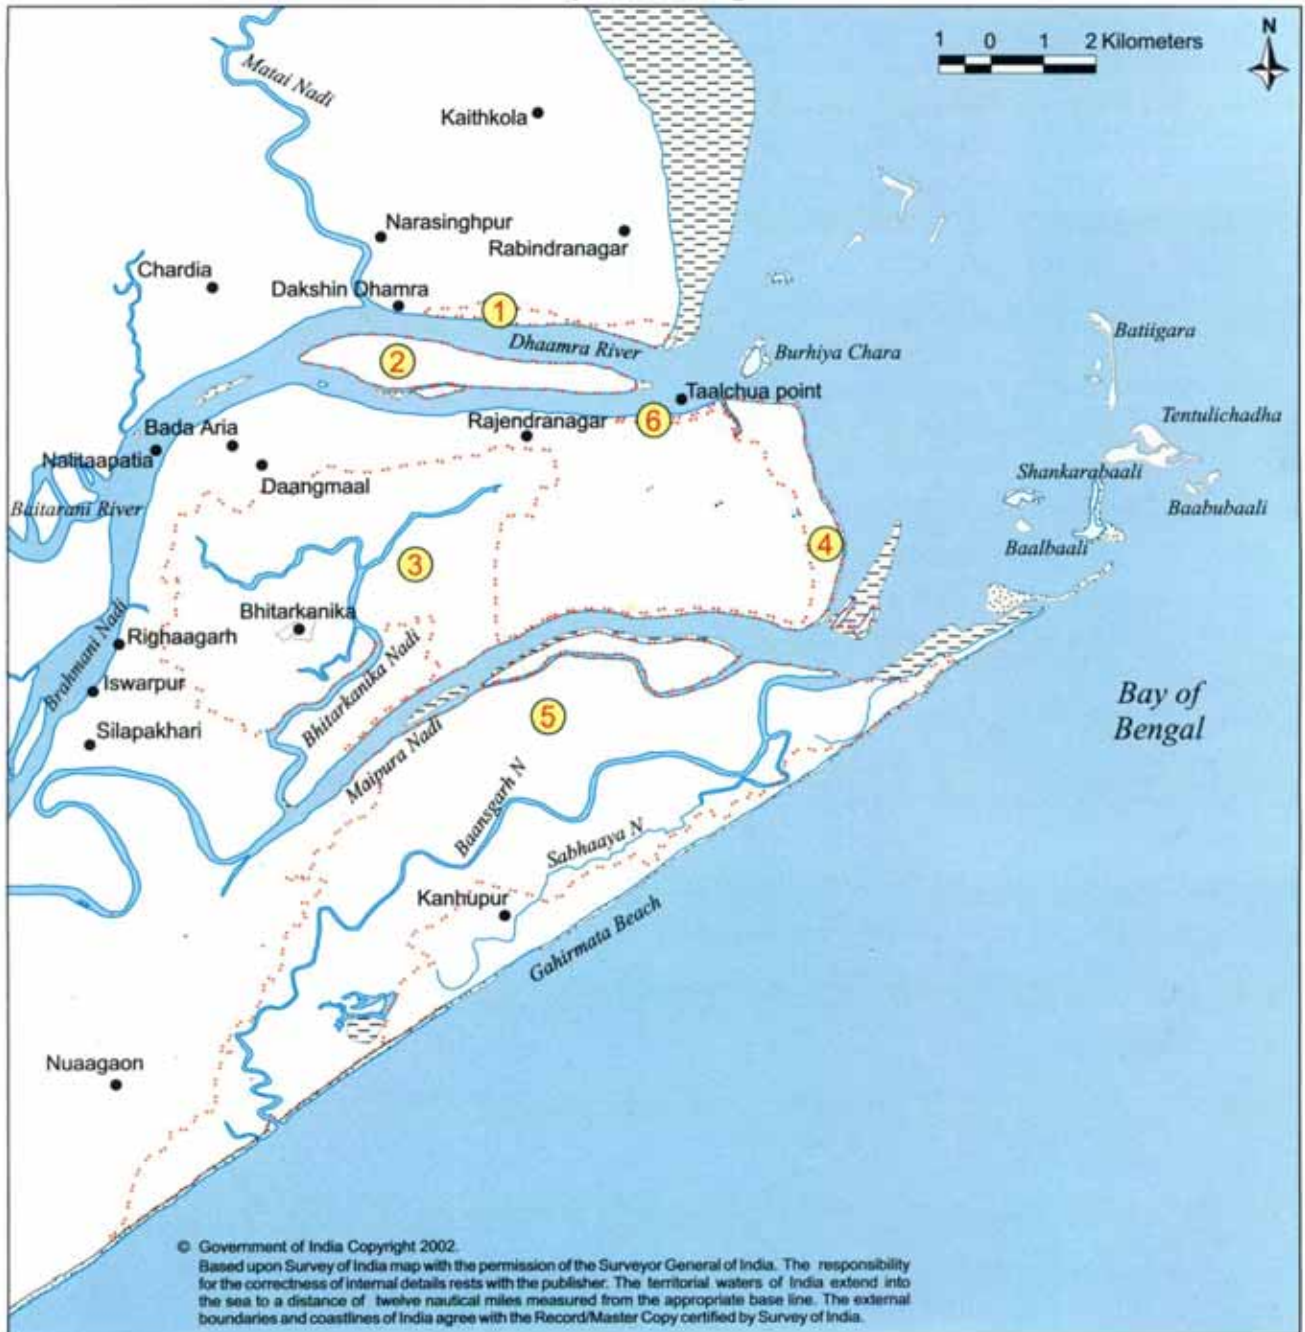 N
1 0 1 2 Kilometers
Matai Nadi
Kaithkola
Narasinghpur
Rabindranagar
Chardia
Dakshin Dhamra
1
Dhaamra River
2
Burhiya Chara
Batiigara
Taalchua point
6
Rajendranagar
Tentulichadha
Bada Aria
Nalitaapatia
Daangmaal
Shankarabaali
Baabubaali
Baitarani River
Baalbaali
4
3
Bhitarkanika
Brahmani Nadi
Righaagarh
Bhitarkanika Nadi
Iswarpur
Silapakhari
5
Bay of
Bengal
Maipura Nadi
Baansgarh N
Sabhaaya N
Kanhupur
Gahirmata Beach
Nuaagaon
© Government of India Copyright 2002.
Based upon Survey of India map with the permission of the Surveyor General of India. The responsibility
for the correctness of internal details rests with the publisher. The territorial waters of India extend into
the sea to a distance of twelve nautical miles measured from the appropriate base line. The external
boundaries and coastlines of India agree with the Record/Master Copy certified by Survey of India.